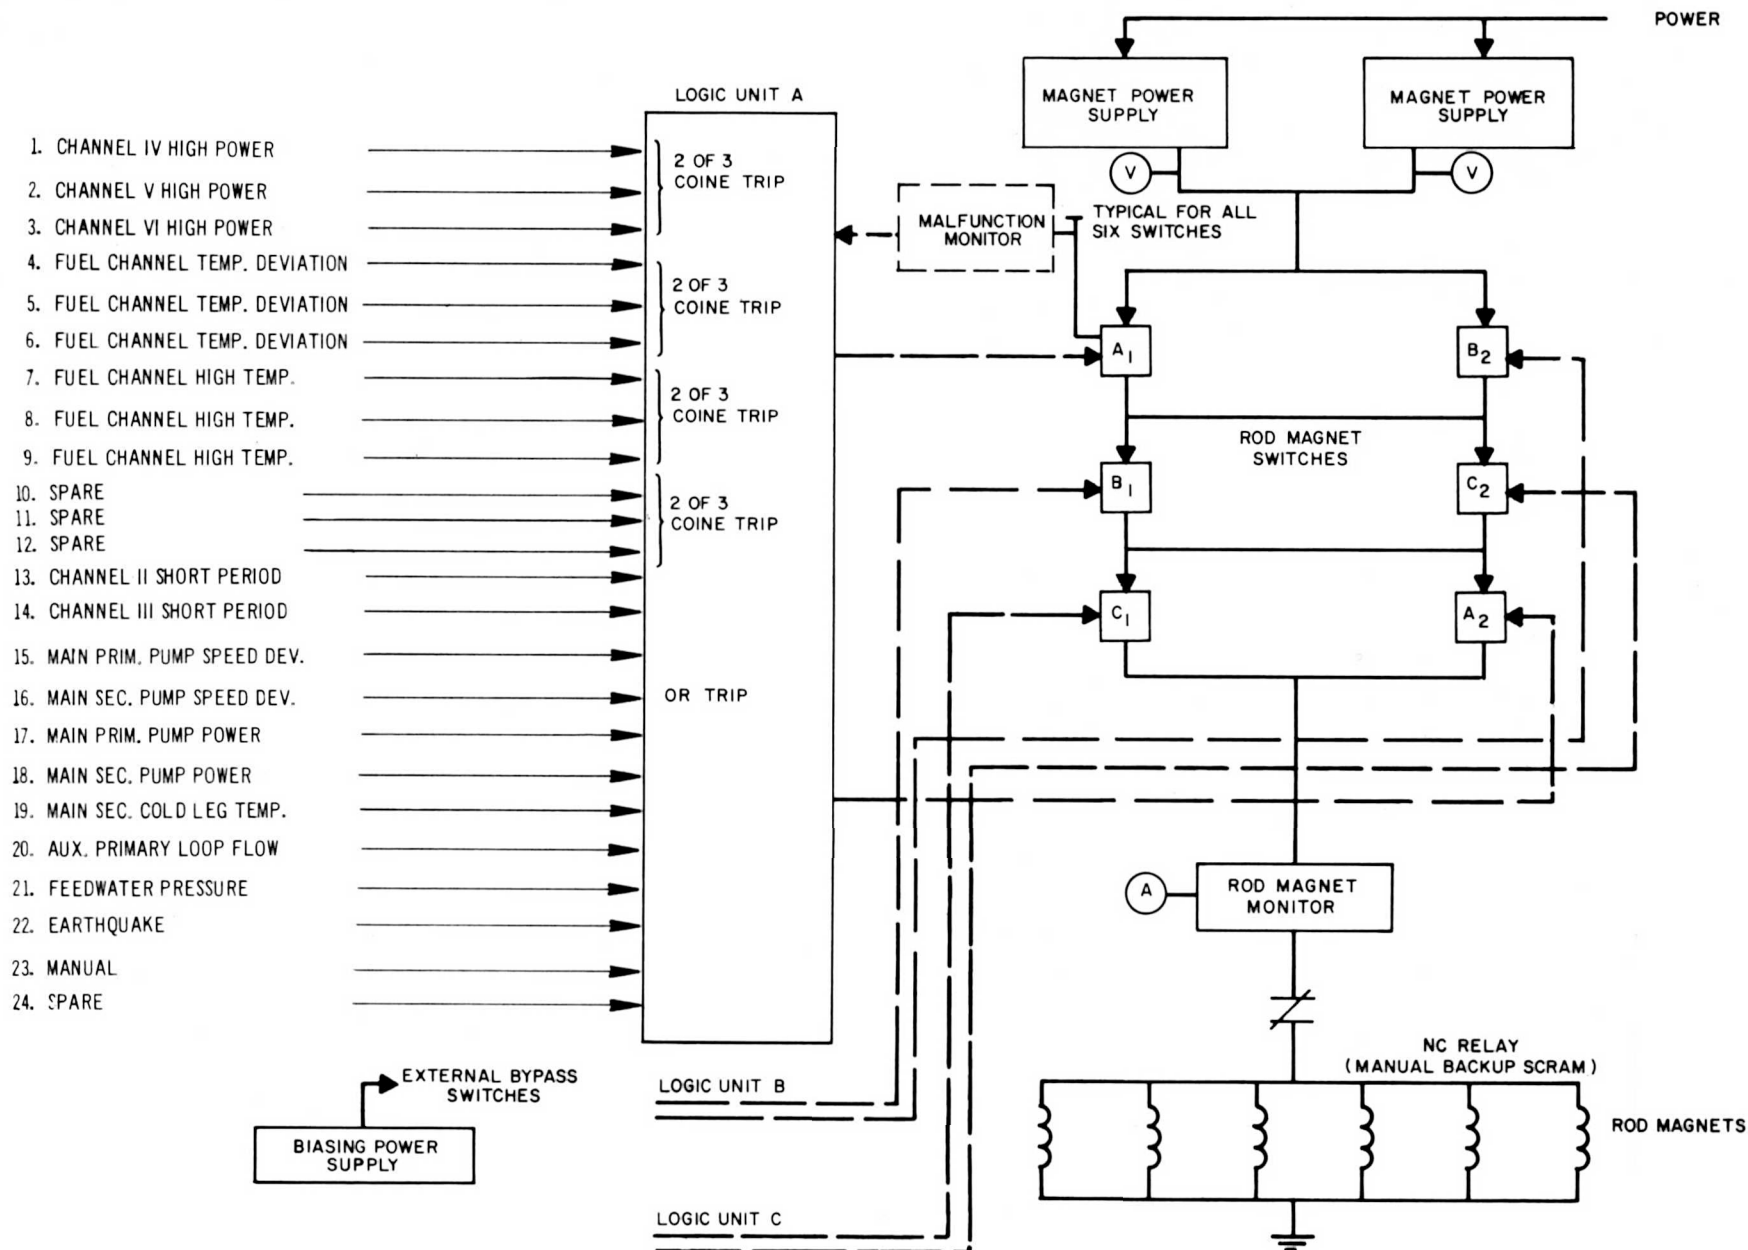 POWER
MAGNET POWER
SUPPLY
MAGNET POWER
SUPPLY
V
V
LOGIC UNIT A
1. CHANNEL IV HIGH POWER
2. CHANNEL V HIGH POWER
3. CHANNEL VI HIGH POWER
4. FUEL CHANNEL TEMP. DEVIATION
5. FUEL CHANNEL TEMP. DEVIATION
6. FUEL CHANNEL TEMP. DEVIATION
7. FUEL CHANNEL HIGH TEMP.
8. FUEL CHANNEL HIGH TEMP.
9. FUEL CHANNEL HIGH TEMP.
10. SPARE
11. SPARE
12. SPARE
13. CHANNEL II SHORT PERIOD
14. CHANNEL III SHORT PERIOD
15. MAIN PRIM. PUMP SPEED DEV.
16. MAIN SEC. PUMP SPEED DEV.
17. MAIN PRIM. PUMP POWER
18. MAIN SEC. PUMP POWER
19. MAIN SEC. COLD LEG TEMP.
20. AUX. PRIMARY LOOP FLOW
21. FEEDWATER PRESSURE
22. EARTHQUAKE
23. MANUAL
24. SPARE
2 OF 3
COINE TRIP
2 OF 3
COINE TRIP
2 OF 3
COINE TRIP
2 OF 3
COINE TRIP
OR TRIP
MALFUNCTION
MONITOR
TYPICAL FOR ALL
SIX SWITCHES
A1
B2
ROD MAGNET
SWITCHES
B1
C2
C1
A2
A
ROD MAGNET
MONITOR
NC RELAY
(MANUAL BACKUP SCRAM)
ROD MAGNETS
EXTERNAL BYPASS
SWITCHES
BIASING POWER
SUPPLY
LOGIC UNIT B
LOGIC UNIT C